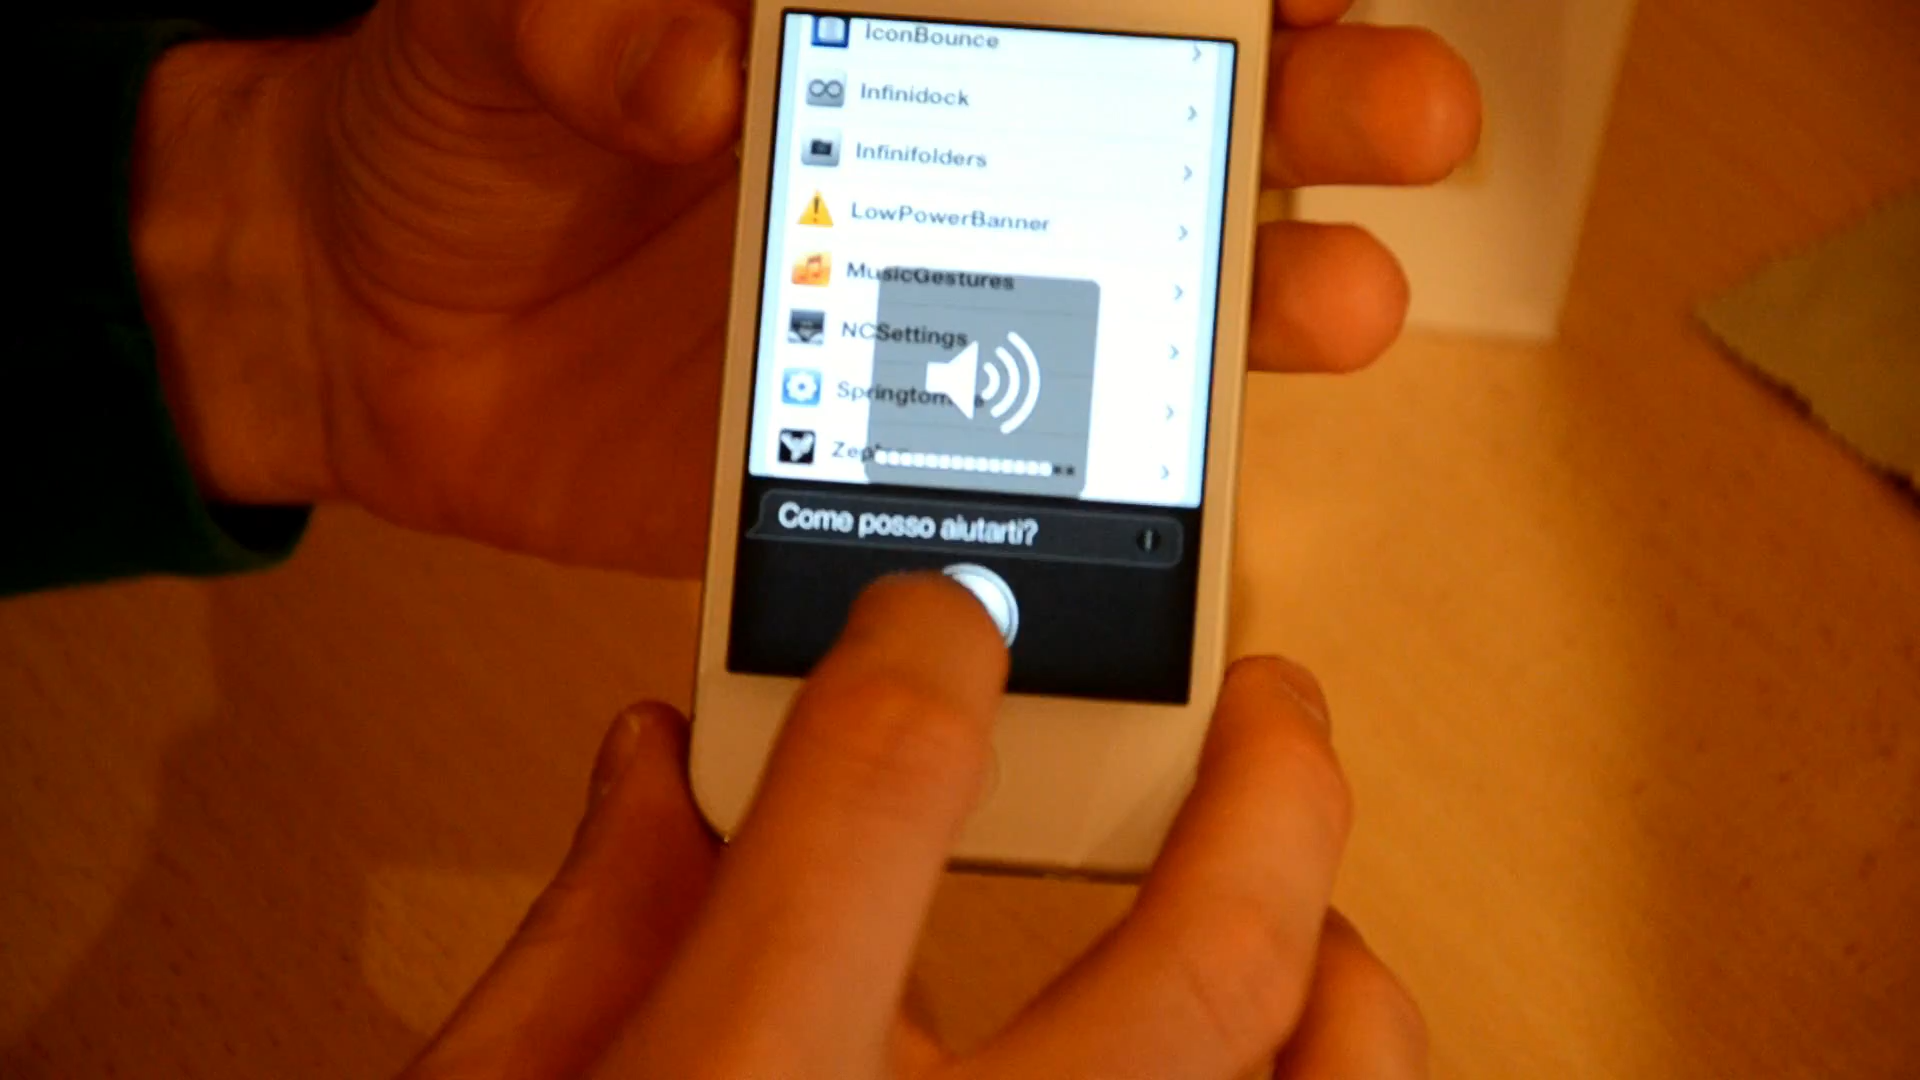 IconBounce
Infinidock
Infinifolders
LowPowerBanner
MusicGestures
NCSettings
Come posso aiutarti?